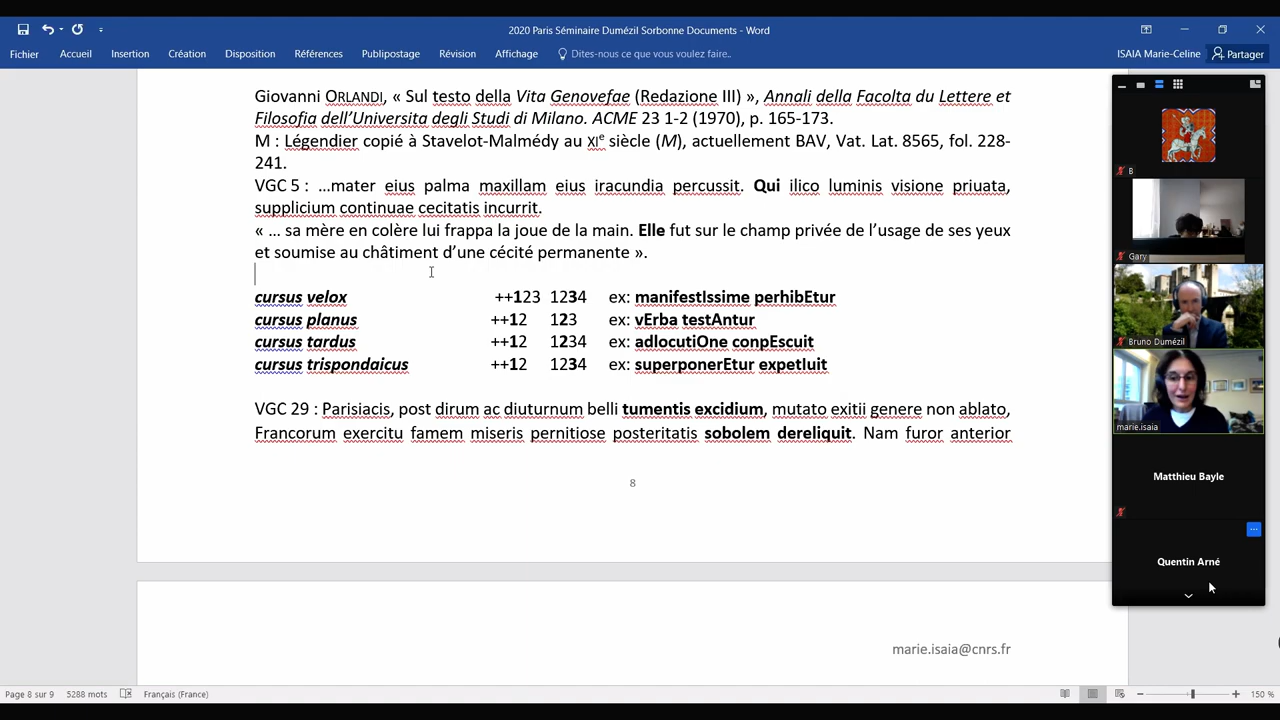 2020 Paris Séminaire Dumézil Sorbonne Documents - Word
Fichier Accueil Insertion Création Disposition Références Publipostage Révision Affichage Dites-nous ce que vous voulez faire.. ISAIA Marie-Celine Partager
Giovanni ORLANDI, « Sul testo della Vita Genovefae (Redazione III) », Annali della Facolta du Lettere et
Filosofia dell’Universita degli Studi di Milano. ACME 23 1-2 (1970), p. 165-173.
M : Légendier copié à Stavelot-Malmédy au XIe siècle (M), actuellement BAV, Vat. Lat. 8565, fol. 228-
241.
VGC 5 : …mater eius palma maxillam eius iracundia percussit. Qui ilico luminis visione priuata,
supplicium continuae cecitatis incurrit.
« … sa mère en colère lui frappa la joue de la main. Elle fut sur le champ privée de l’usage de ses yeux
et soumise au châtiment d’une cécité permanente ».
cursus velox ++123 1234 ex: manifestIssime perhibEtur
cursus planus ++12 123 ex: vErba testAntur
cursus tardus ++12 1234 ex: adlocutiOne conpEscuit
cursus trispondaicus ++12 1234 ex: superponerEtur expetIuit
VGC 29 : Parisiacis, post dirum ac diuturnum belli tumentis excidium, mutato exitii genere non ablato,
Francorum exercitu famem miseris pernitiose posteritatis sobolem dereliquit. Nam furor anterior
8
marie.isaia@cnrs.fr
B
Gary
Bruno Dumézil
marie.isaia
Matthieu Bayle
Quentin Arné
Page 8 sur 9 5288 mots Français (France) 150 %